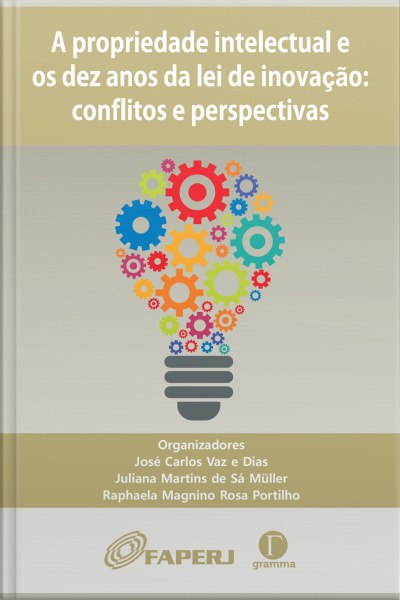 A propriedade intelectual e
os dez anos da lei de inovação:
conflitos e perspectivas
Organizadores
José Carlos Vaz e Dias
Juliana Martins de Sá Müller
Raphaela Magnino Rosa Portilho
FAPERJ
gramma